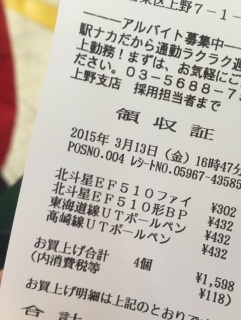 区上野7-1-
アルバイト募集中
駅ナカだから通勤ラクラク
上勤務!まずは、お気軽に
ださい。03-5688-7
上野支店 採用担当者まで
領収証
2015年 3月13日(金)16時47
POSNO.004 レシートNO.05967-43585
北斗星EF510ファイ ¥302
北斗星EF510形BP ¥432
東海道線UTボールペン ¥432
高崎線UTボールペン ¥432
お買上げ合計 4個 ¥1,598
(内消費税等 ¥118)
お買上げ明細は上記のとおりで
合計